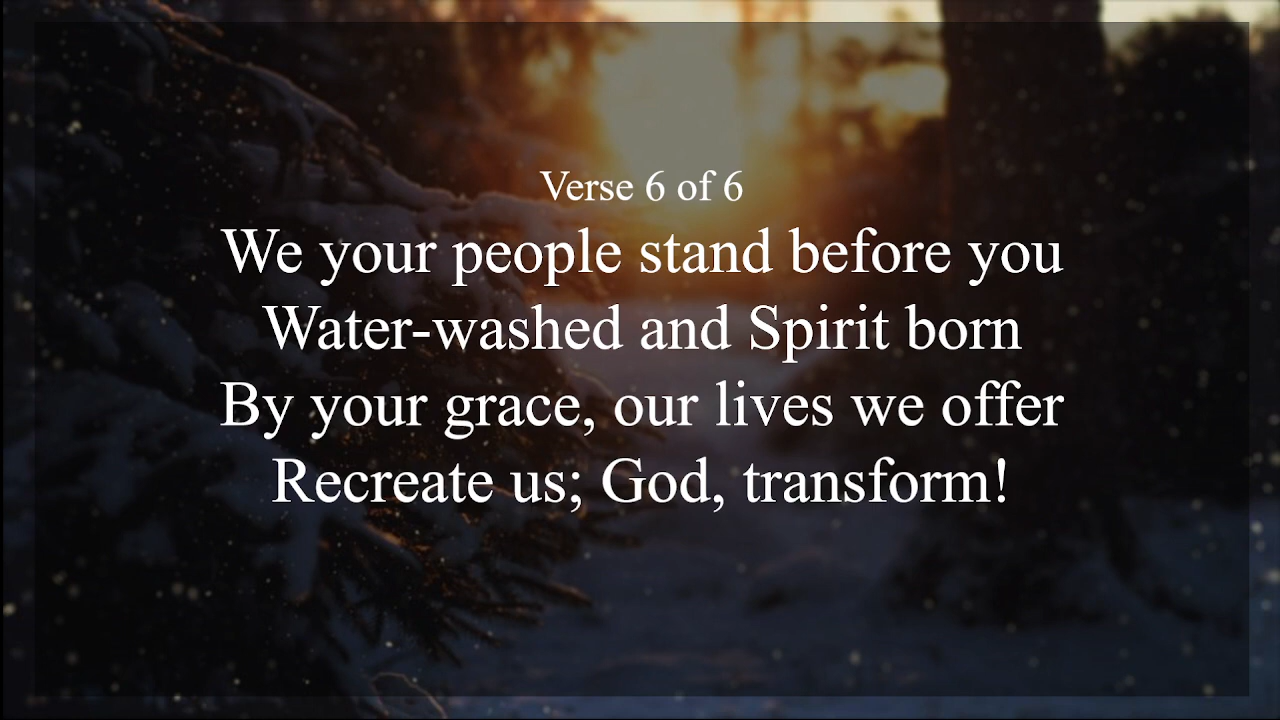 Verse 6 of 6
We your people stand before you
Water-washed and Spirit born
By your grace, our lives we offer
Recreate us; God, transform!